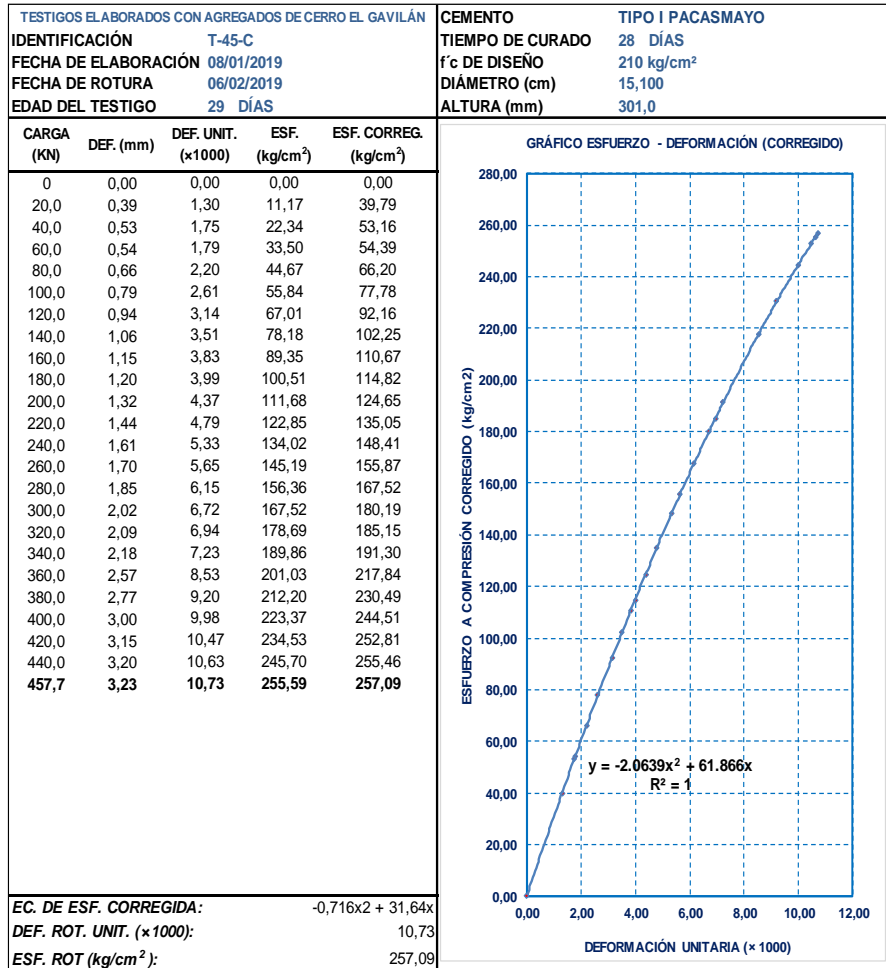 TESTIGOS ELABORADOS CON AGREGADOS DE CERRO EL GAVILÁN
IDENTIFICACIÓN T-45-C
FECHA DE ELABORACIÓN 08/01/2019
FECHA DE ROTURA 06/02/2019
EDAD DEL TESTIGO 29 DÍAS
CEMENTO TIPO I PACASMAYO
TIEMPO DE CURADO 28 DÍAS
f´c DE DISEÑO 210 kg/cm²
DIÁMETRO (cm) 15,100
ALTURA (mm) 301,0
CARGA (KN) DEF. (mm) DEF. UNIT. (×1000) ESF. (kg/cm²) ESF. CORREG. (kg/cm²)
0 0,00 0,00 0,00 0,00
20,0 0,39 1,30 11,17 39,79
40,0 0,53 1,75 22,34 53,16
60,0 0,54 1,79 33,50 54,39
80,0 0,66 2,20 44,67 66,20
100,0 0,79 2,61 55,84 77,78
120,0 0,94 3,14 67,01 92,16
140,0 1,06 3,51 78,18 102,25
160,0 1,15 3,83 89,35 110,67
180,0 1,20 3,99 100,51 114,82
200,0 1,32 4,37 111,68 124,65
220,0 1,44 4,79 122,85 135,05
240,0 1,61 5,33 134,02 148,41
260,0 1,70 5,65 145,19 155,87
280,0 1,85 6,15 156,36 167,52
300,0 2,02 6,72 167,52 180,19
320,0 2,09 6,94 178,69 185,15
340,0 2,18 7,23 189,86 191,30
360,0 2,57 8,53 201,03 217,84
380,0 2,77 9,20 212,20 230,49
400,0 3,00 9,98 223,37 244,51
420,0 3,15 10,47 234,53 252,81
440,0 3,20 10,63 245,70 255,46
457,7 3,23 10,73 255,59 257,09
EC. DE ESF. CORREGIDA: -0,716x2 + 31,64x
DEF. ROT. UNIT. (×1000): 10,73
ESF. ROT (kg/cm²): 257,09
GRÁFICO ESFUERZO - DEFORMACIÓN (CORREGIDO)
ESFUERZO A COMPRESIÓN CORREGIDO (kg/cm2)
280,00
260,00
240,00
220,00
200,00
180,00
160,00
140,00
120,00
100,00
80,00
60,00
40,00
20,00
0,00
y = -2.0639x² + 61.866x
R² = 1
0,00 2,00 4,00 6,00 8,00 10,00 12,00
DEFORMACIÓN UNITARIA (× 1000)